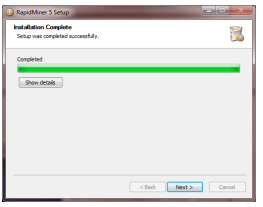 RapidMiner 5 Setup
Installation Complete
Setup was completed successfully.
Completed
Show details
< Back
Next >
Cancel